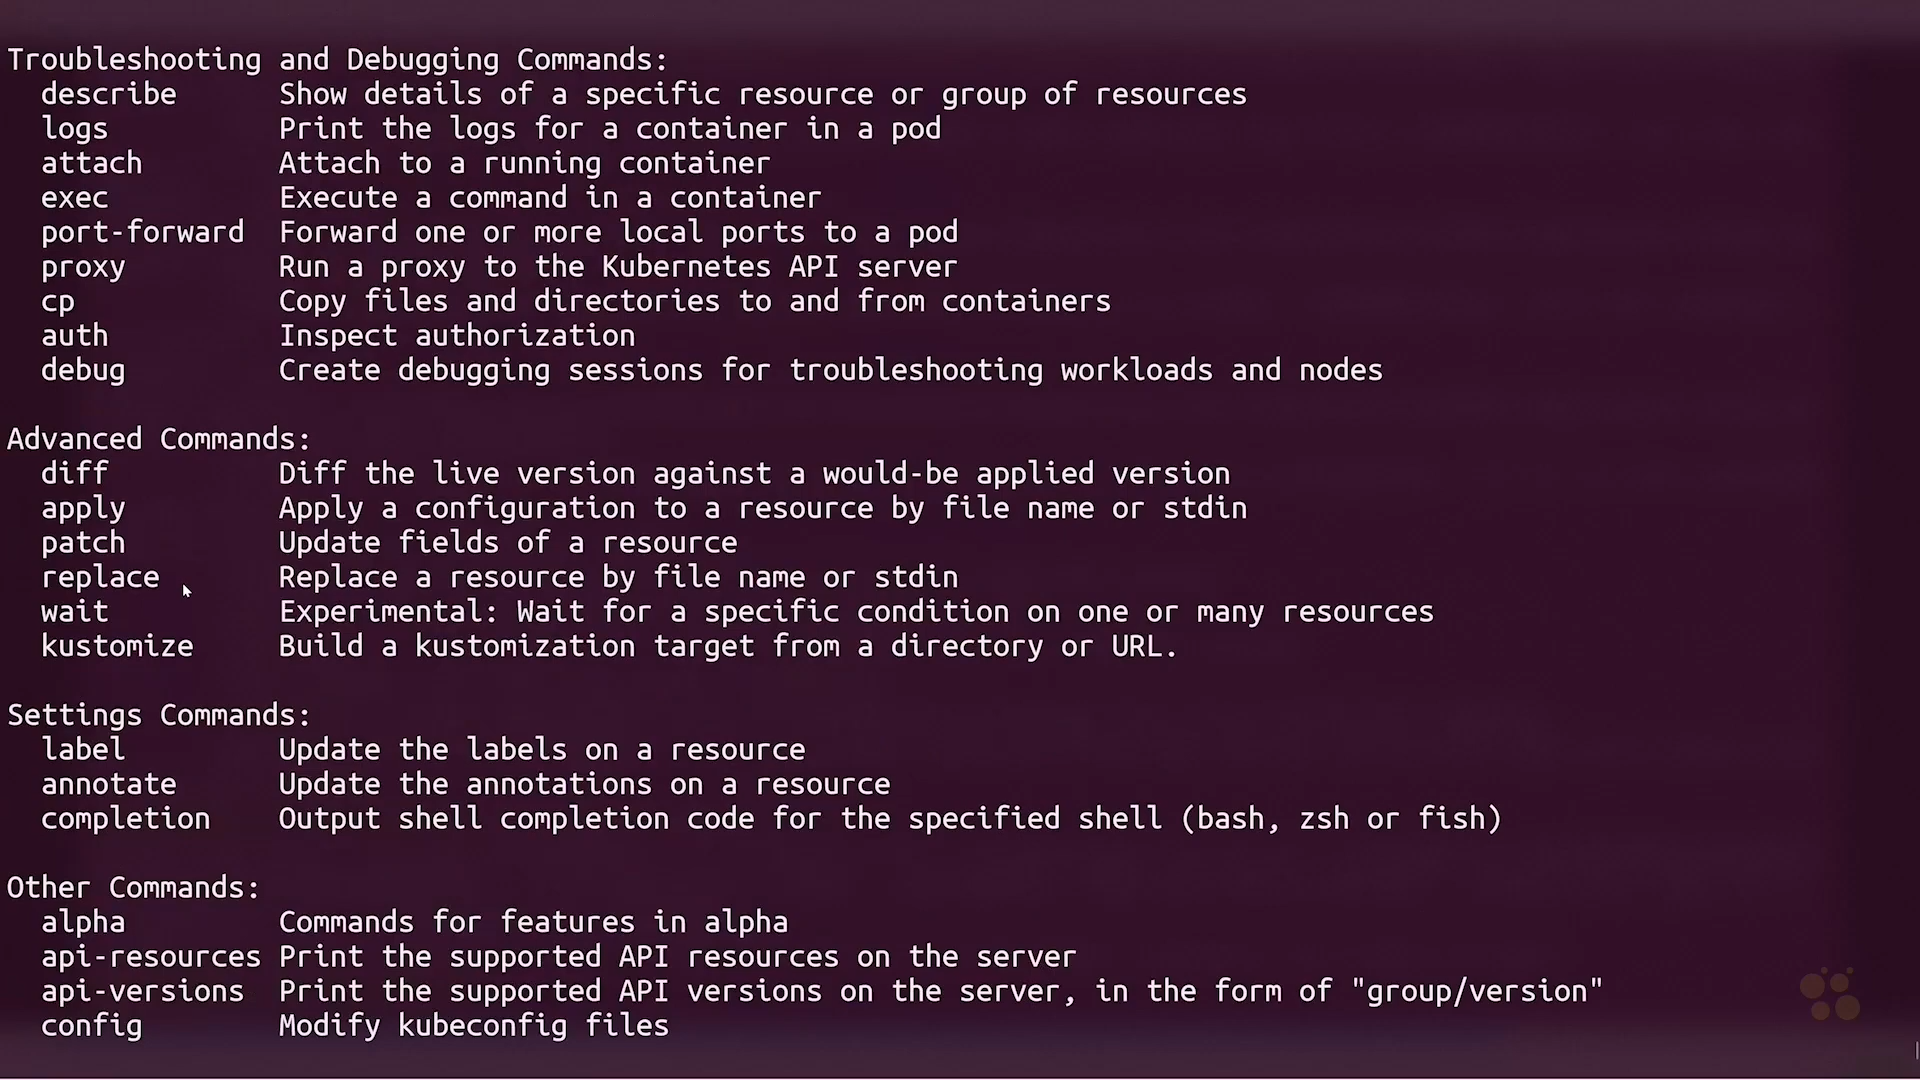 Troubleshooting and Debugging Commands:
  describe      Show details of a specific resource or group of resources
  logs          Print the logs for a container in a pod
  attach        Attach to a running container
  exec          Execute a command in a container
  port-forward  Forward one or more local ports to a pod
  proxy         Run a proxy to the Kubernetes API server
  cp            Copy files and directories to and from containers
  auth          Inspect authorization
  debug         Create debugging sessions for troubleshooting workloads and nodes

Advanced Commands:
  diff          Diff the live version against a would-be applied version
  apply         Apply a configuration to a resource by file name or stdin
  patch         Update fields of a resource
  replace       Replace a resource by file name or stdin
  wait          Experimental: Wait for a specific condition on one or many resources
  kustomize     Build a kustomization target from a directory or URL.

Settings Commands:
  label         Update the labels on a resource
  annotate      Update the annotations on a resource
  completion    Output shell completion code for the specified shell (bash, zsh or fish)

Other Commands:
  alpha         Commands for features in alpha
  api-resources Print the supported API resources on the server
  api-versions  Print the supported API versions on the server, in the form of "group/version"
  config        Modify kubeconfig files